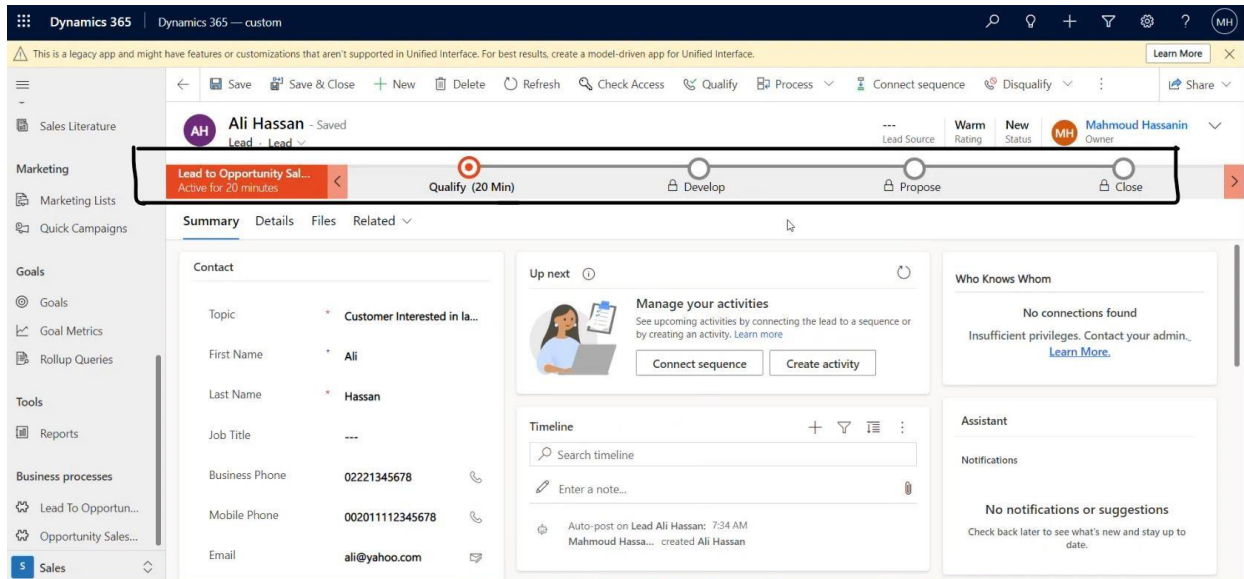 Dynamics 365 Dynamics 365 — custom MH
This is a legacy app and might have features or customizations that aren't supported in Unified Interface. For best results, create a model-driven app for Unified Interface. Learn More
Save Save & Close New Delete Refresh Check Access Qualify Process Connect sequence Disqualify Share
Sales Literature
Marketing
Marketing Lists
Quick Campaigns
Goals
Goals
Goal Metrics
Rollup Queries
Tools
Reports
Business processes
Lead To Opportun...
Opportunity Sales...
S Sales
AH
Ali Hassan - Saved
Lead · Lead
---
Lead Source
Warm
Rating
New
Status
MH
Mahmoud Hassanin
Owner
Lead to Opportunity Sal...
Active for 20 minutes
Qualify (20 Min)
Develop
Propose
Close
Summary Details Files Related
Contact
Topic * Customer Interested in la...
First Name * Ali
Last Name * Hassan
Job Title ---
Business Phone 02221345678
Mobile Phone 002011112345678
Email ali@yahoo.com
Up next
Manage your activities
See upcoming activities by connecting the lead to a sequence or
by creating an activity. Learn more
Connect sequence Create activity
Timeline
Search timeline
Enter a note...
Auto-post on Lead Ali Hassan: 7:34 AM
Mahmoud Hassa... created Ali Hassan
Who Knows Whom
No connections found
Insufficient privileges. Contact your admin.
Learn More.
Assistant
Notifications
No notifications or suggestions
Check back later to see what's new and stay up to
date.